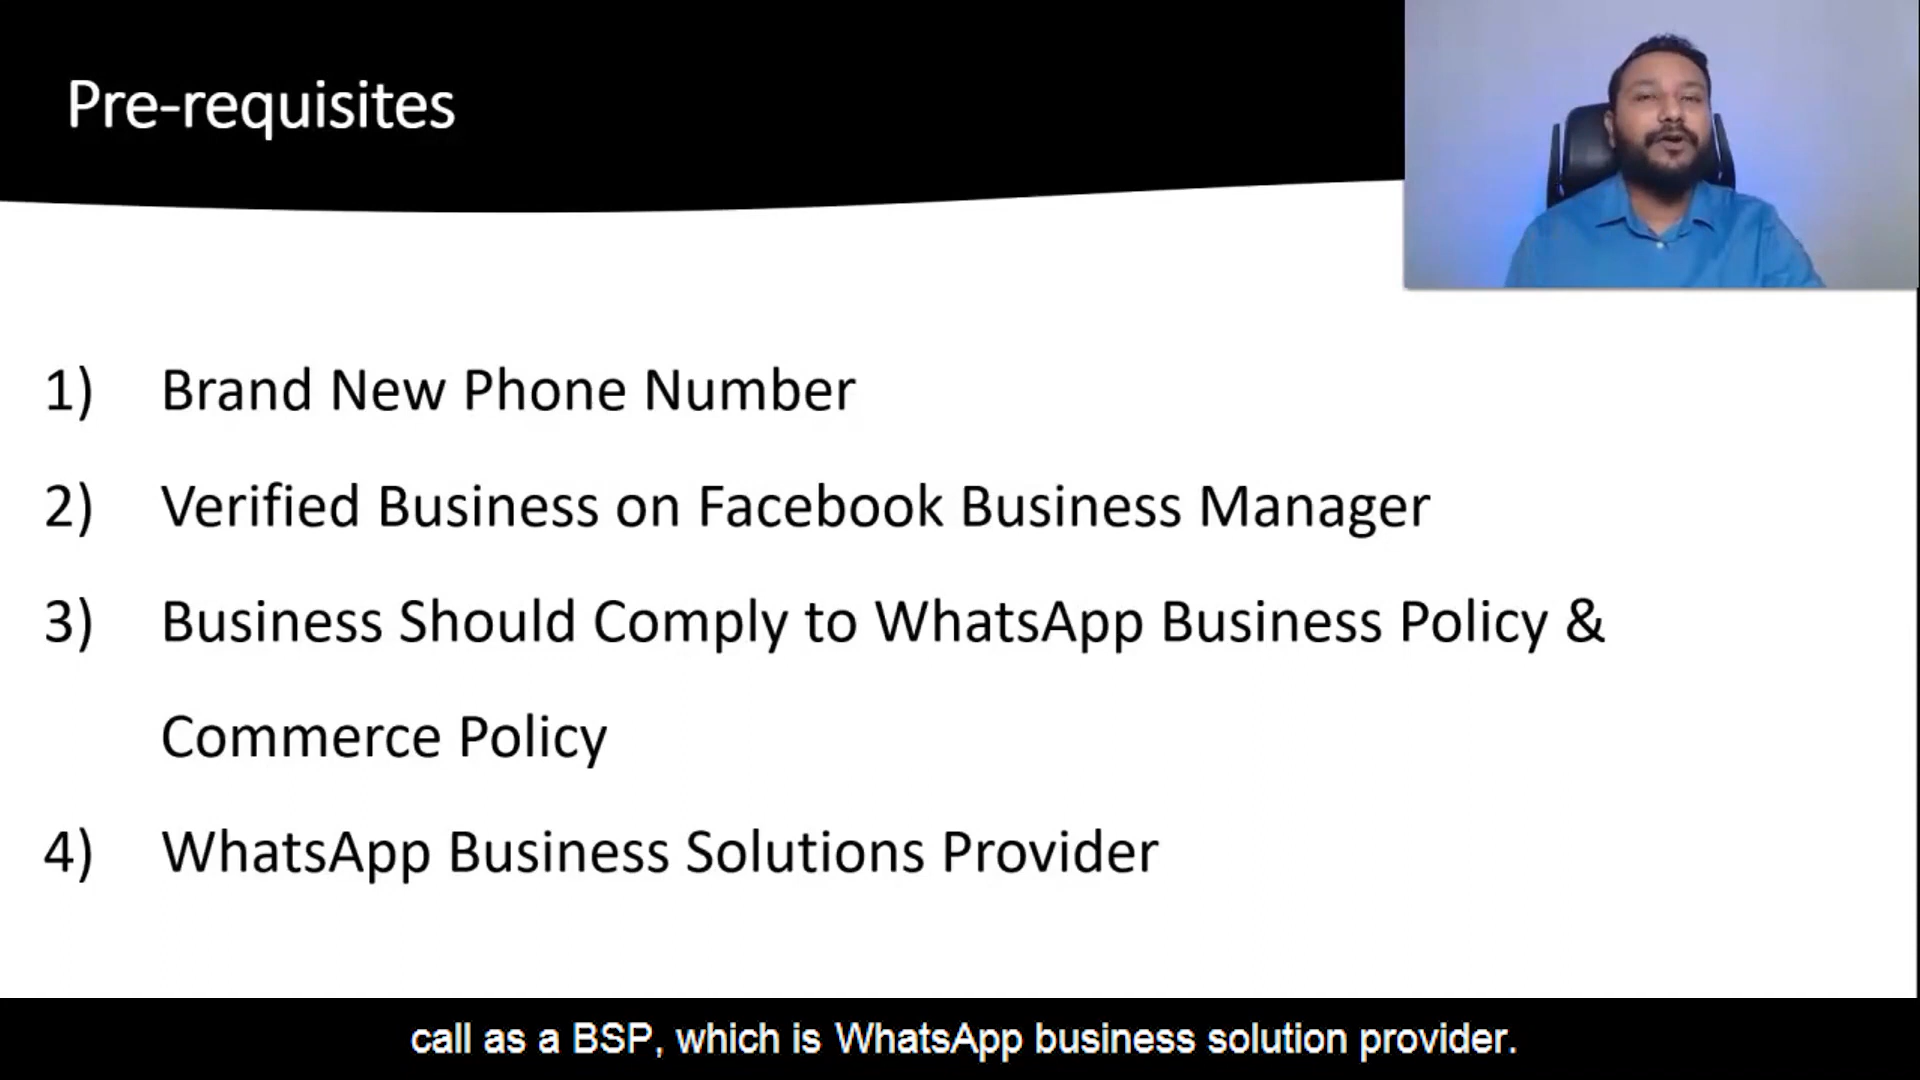 Pre-requisites
1) Brand New Phone Number
2) Verified Business on Facebook Business Manager
3) Business Should Comply to WhatsApp Business Policy &
Commerce Policy
4) WhatsApp Business Solutions Provider
call as a BSP, which is WhatsApp business solution provider.